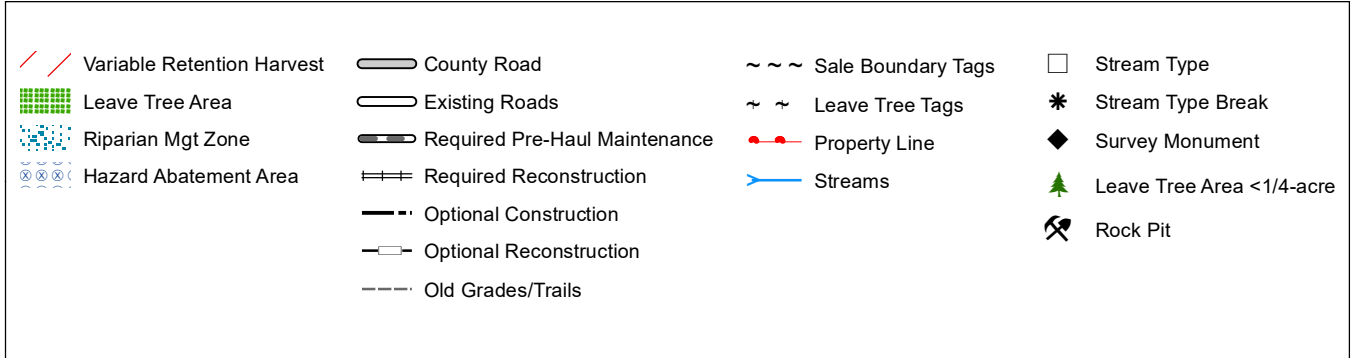 Variable Retention Harvest
Leave Tree Area
Riparian Mgt Zone
Hazard Abatement Area
County Road
Existing Roads
Required Pre-Haul Maintenance
Required Reconstruction
Optional Construction
Optional Reconstruction
Old Grades/Trails
Sale Boundary Tags
Leave Tree Tags
Property Line
Streams
Stream Type
Stream Type Break
Survey Monument
Leave Tree Area <1/4-acre
Rock Pit